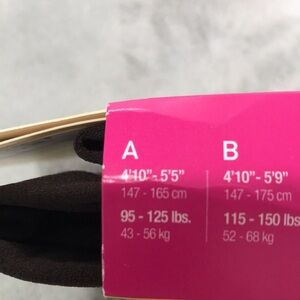 A B
4'10"- 5'5" 4'10"- 5'9"
147 - 165 cm 147 - 175 cm
95 - 125 lbs. 115 - 150 lbs
43 - 56 kg 52 - 68 kg